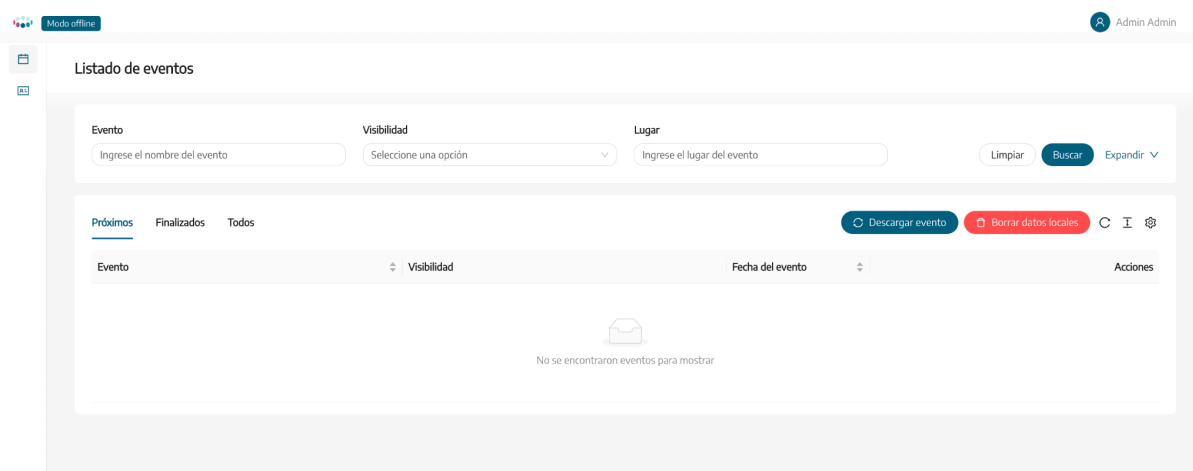 Modo offline
Admin Admin
Listado de eventos
Evento
Visibilidad
Lugar
Ingrese el nombre del evento
Seleccione una opción
Ingrese el lugar del evento
Limpiar
Buscar
Expandir
Próximos
Finalizados
Todos
Descargar evento
Borrar datos locales
Evento
Visibilidad
Fecha del evento
Acciones
No se encontraron eventos para mostrar